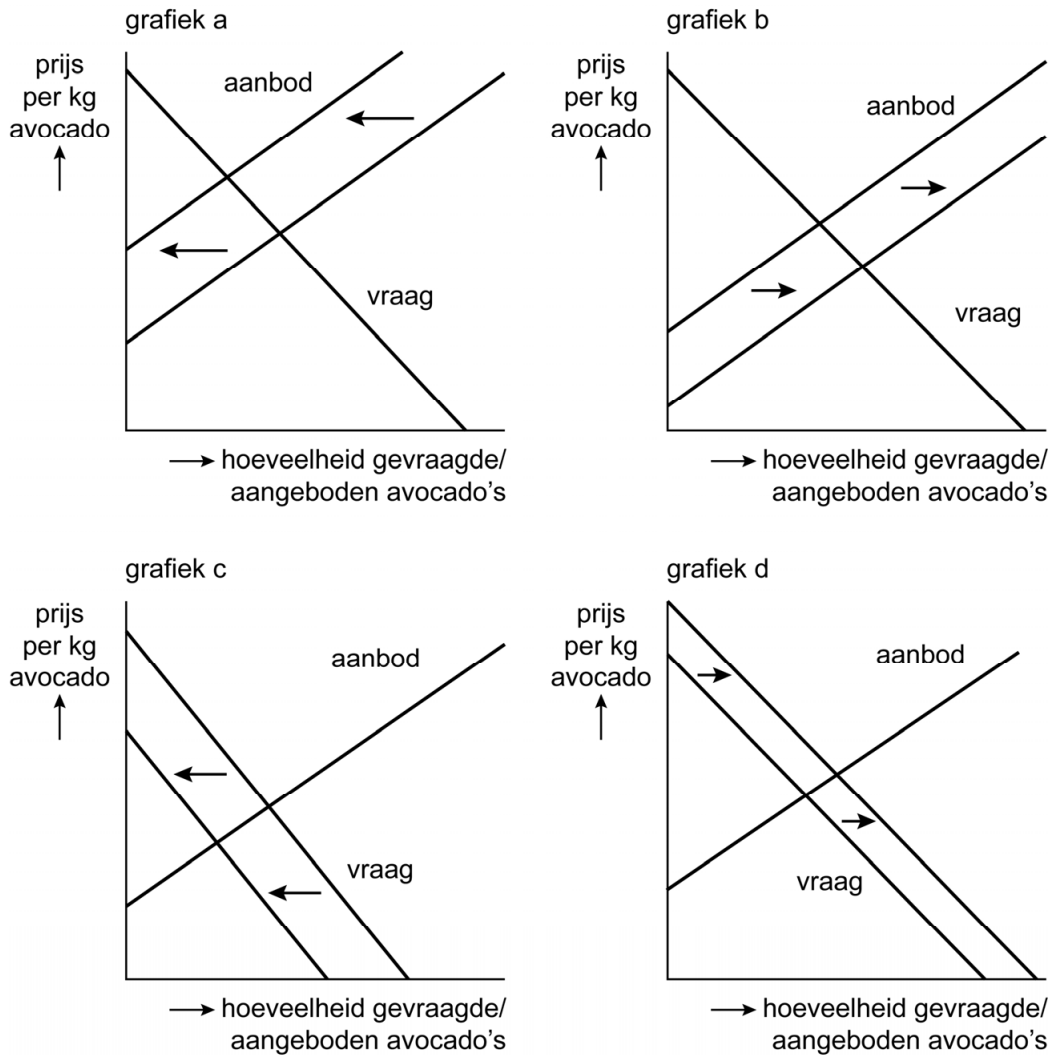 grafiek a
prijs
per kg
avocado
aanbod
vraag
hoeveelheid gevraagde/
aangeboden avocado's
grafiek b
prijs
per kg
avocado
aanbod
vraag
hoeveelheid gevraagde/
aangeboden avocado's
grafiek c
prijs
per kg
avocado
aanbod
vraag
hoeveelheid gevraagde/
aangeboden avocado's
grafiek d
prijs
per kg
avocado
aanbod
vraag
hoeveelheid gevraagde/
aangeboden avocado's